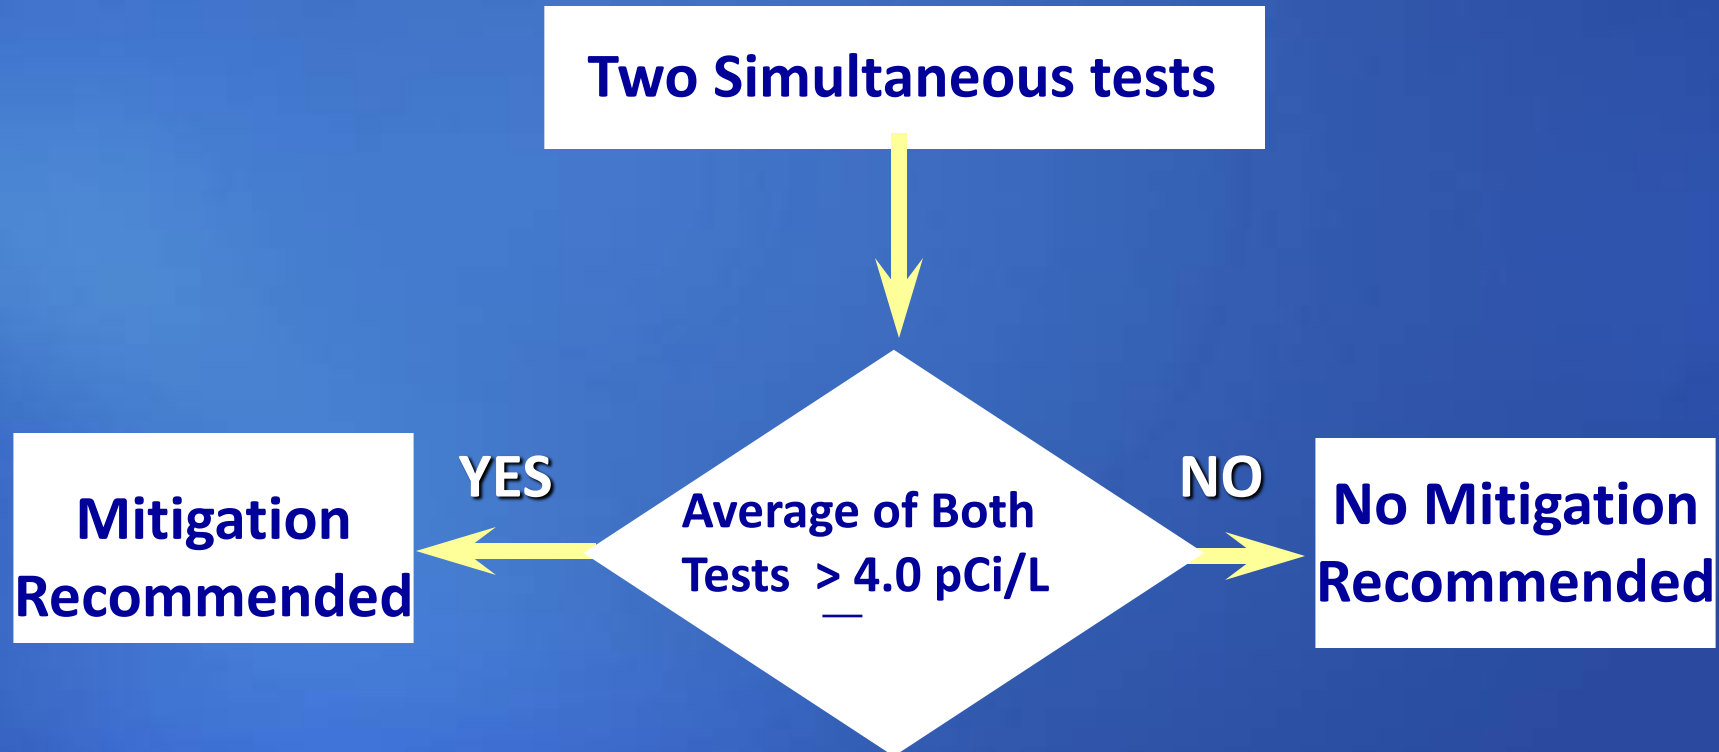 Two Simultaneous tests
YES
NO
Mitigation
Recommended
Average of Both
Tests ≥ 4.0 pCi/L
No Mitigation
Recommended